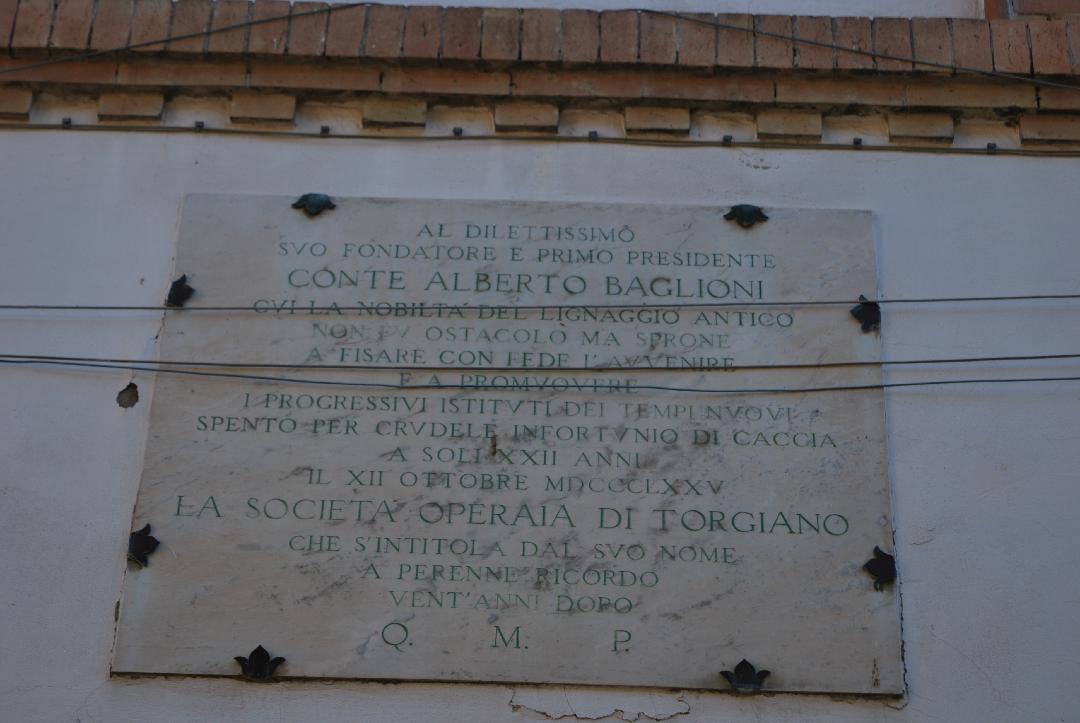 AL DILETTISSIMO
SVO FONDATORE E PRIMO PRESIDENTE
CONTE ALBERTO BAGLIONI
CVI LA NOBILTA' DEL LIGNAGGIO ANTICO
NON FV OSTACOLO MA SPRONE
A FISARE CON FEDE L'AVVENIRE
E A PROMVOVERE
I PROGRESSIVI ISTITVTI DEI TEMPI NVOVI
SPENTO PER CRVDELE INFORTVNIO DI CACCIA
A SOLI XXII ANNI
IL XII OTTOBRE MDCCCLXXV
LA SOCIETA' OPERAIA DI TORGIANO
CHE S'INTITOLA DAL SVO NOME
A PERENNE RICORDO
VENT'ANNI DOPO
Q. M. P.